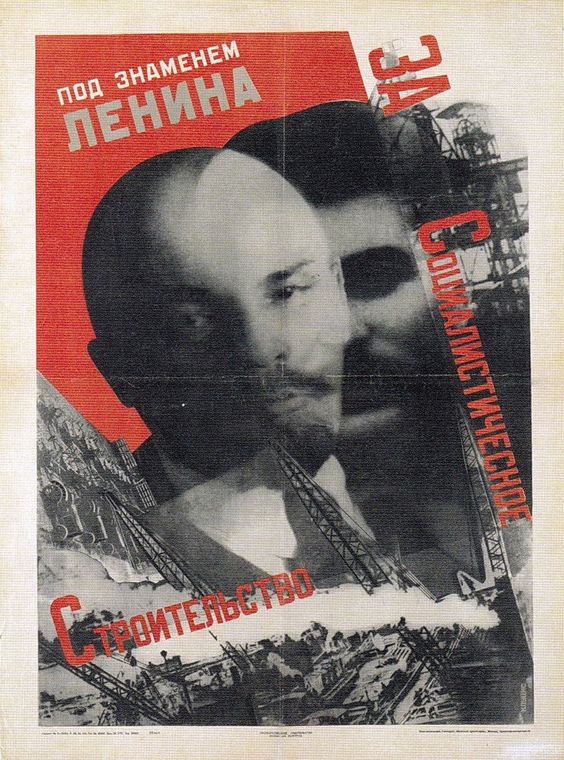 ПОД ЗНАМЕНЕМ
ЛЕНИНА
ЗА
СОЦИАЛИСТИЧЕСКОЕ
СТРОИТЕЛЬСТВО